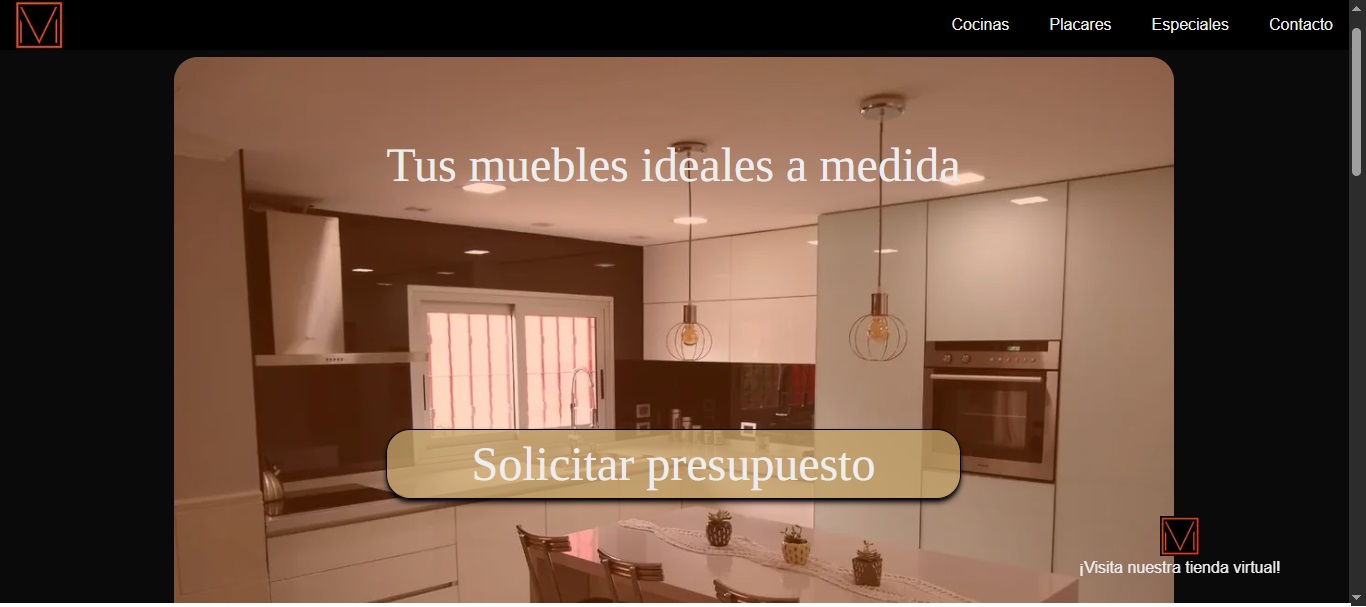 Cocinas Placares Especiales Contacto
Tus muebles ideales a medida
Solicitar presupuesto
¡Visita nuestra tienda virtual!